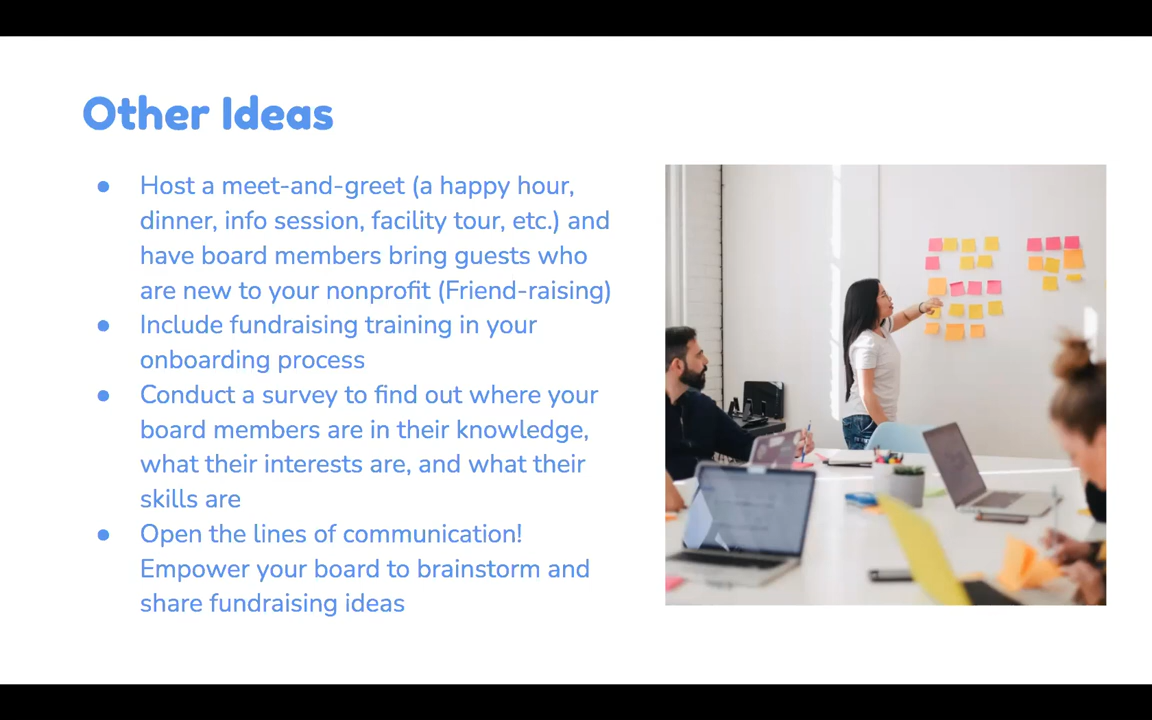 Other Ideas
● Host a meet-and-greet (a happy hour,
dinner, info session, facility tour, etc.) and
have board members bring guests who
are new to your nonprofit (Friend-raising)
● Include fundraising training in your
onboarding process
● Conduct a survey to find out where your
board members are in their knowledge,
what their interests are, and what their
skills are
● Open the lines of communication!
Empower your board to brainstorm and
share fundraising ideas